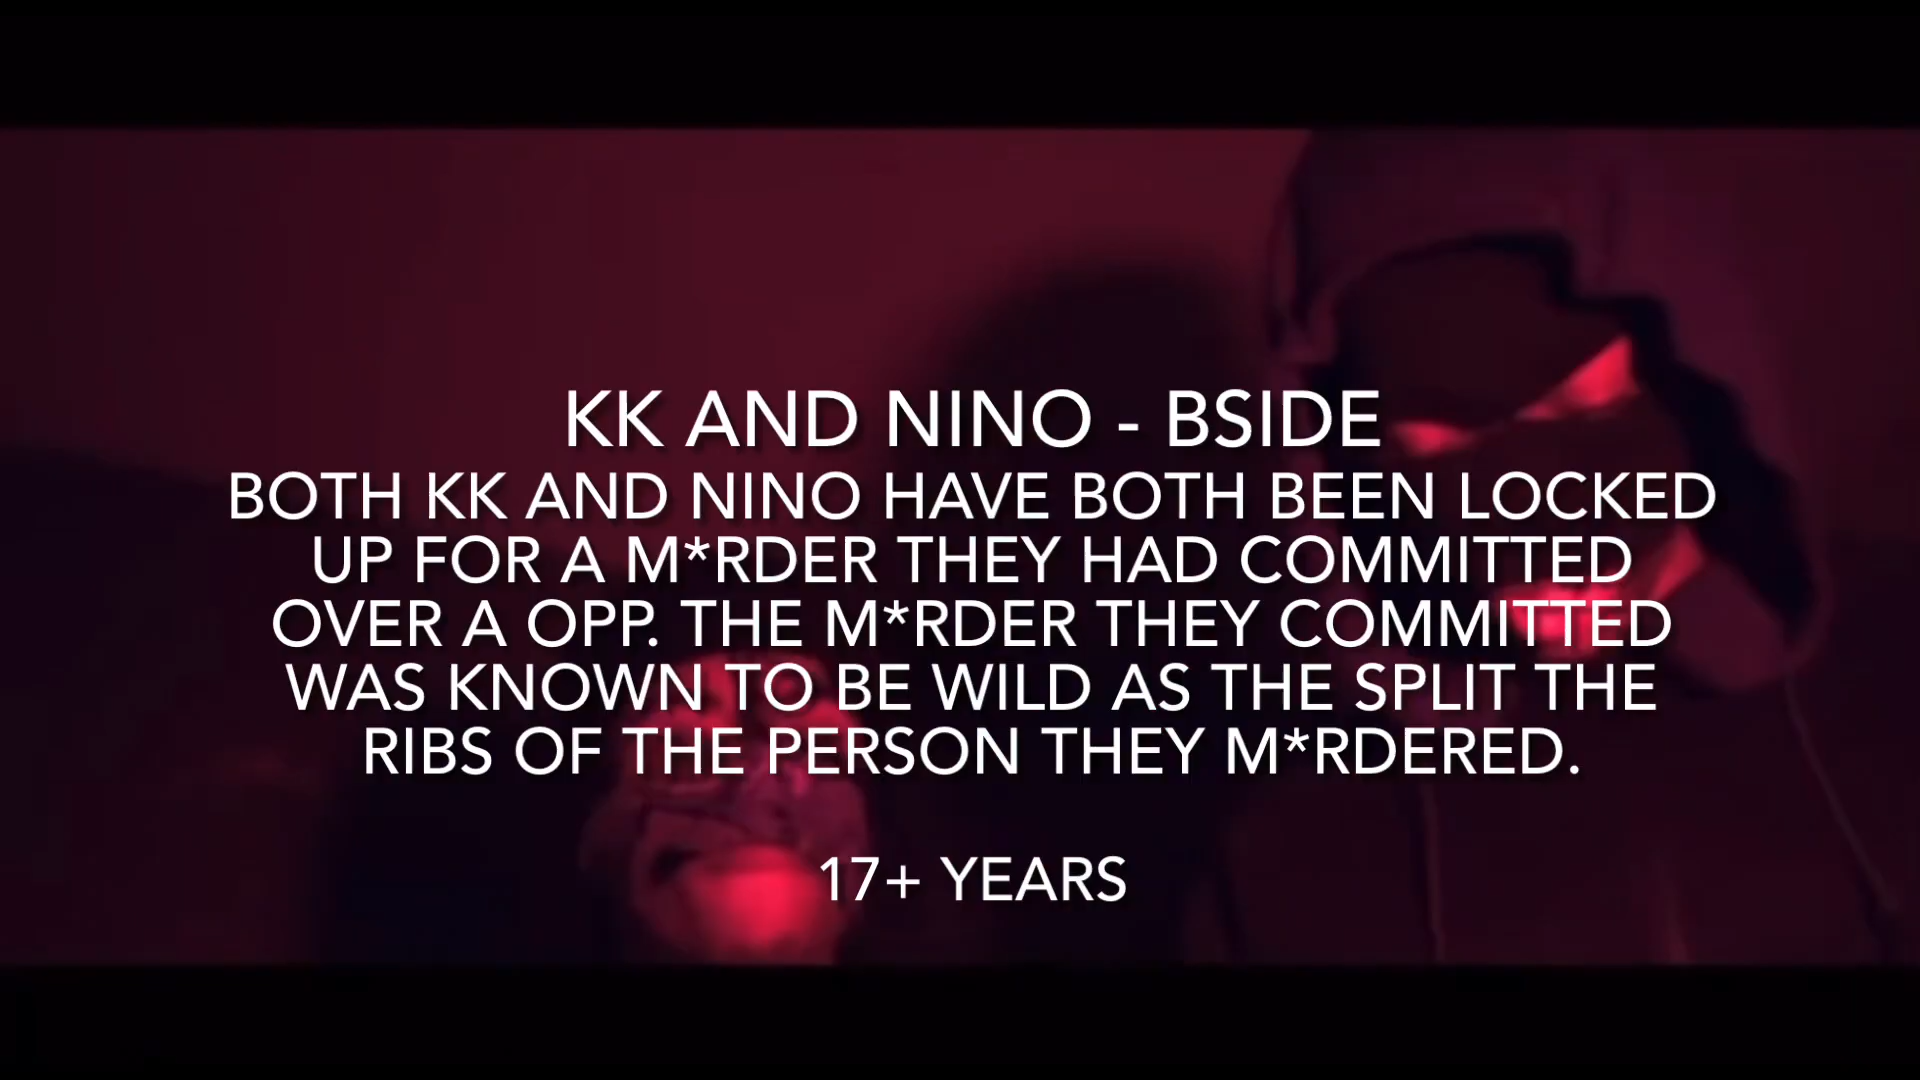 KK AND NINO - BSIDE
BOTH KK AND NINO HAVE BOTH BEEN LOCKED
UP FOR A M*RDER THEY HAD COMMITTED
OVER A OPP. THE M*RDER THEY COMMITTED
WAS KNOWN TO BE WILD AS THE SPLIT THE
RIBS OF THE PERSON THEY M*RDERED.
17+ YEARS